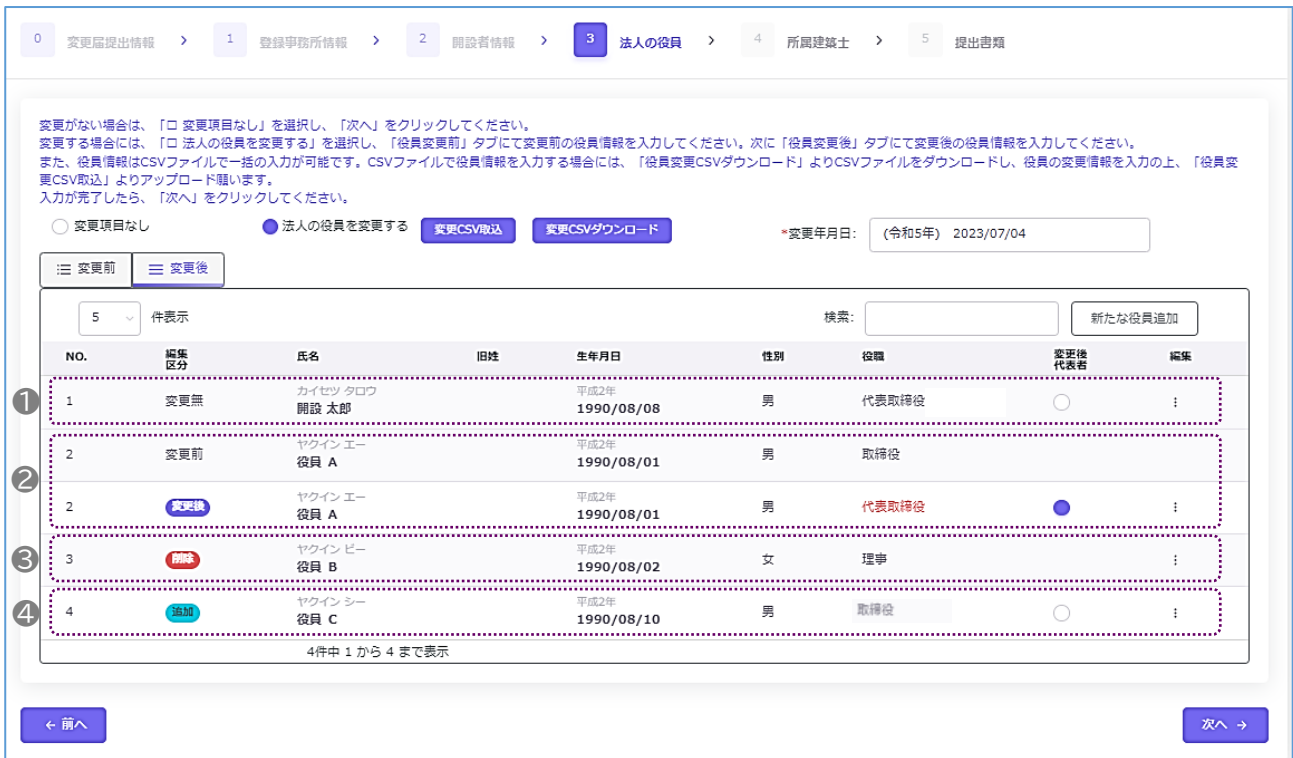 0 変更届提出情報 > 1 登録事務所情報 > 2 開設者情報 > 3 法人の役員 > 4 所属建築士 > 5 提出書類
変更がない場合は、「ロ 変更項目なし」を選択し、「次へ」をクリックしてください。
変更する場合には、「ロ 法人の役員を変更する」を選択し、「役員変更前」タブにて変更前の役員情報を入力してください。次に「役員変更後」タブにて変更後の役員情報を入力してください。
また、役員情報はCSVファイルで一括の入力が可能です。CSVファイルで役員情報を入力する場合には、「役員変更CSVダウンロード」よりCSVファイルをダウンロードし、役員の変更情報を入力の上、「役員変
更CSV取込」よりアップロード願います。
入力が完了したら、「次へ」をクリックしてください。
変更項目なし 法人の役員を変更する 変更CSV取込 変更CSVダウンロード *変更年月日: (令和5年) 2023/07/04
変更前 変更後
5 件表示 検索: 新たな役員追加
NO. 編集 氏名 旧姓 生年月日 性別 役職 変更後 編集
区分 代表者
カイセツ タロウ 平成2年
❶ 1 変更無 開設 太郎 1990/08/08 男 代表取締役 ⋮
ヤクイン エー 平成2年
2 変更前 役員 A 1990/08/01 男 取締役
❷
ヤクイン エー 平成2年
2 変更後 役員 A 1990/08/01 男 代表取締役 ⋮
ヤクイン ビー 平成2年
❸ 3 削除 役員 B 1990/08/02 女 理事 ⋮
ヤクイン シー 平成2年
❹ 4 追加 役員 C 1990/08/10 男 取締役 ⋮
4件中 1 から 4 まで表示
← 前へ 次へ →